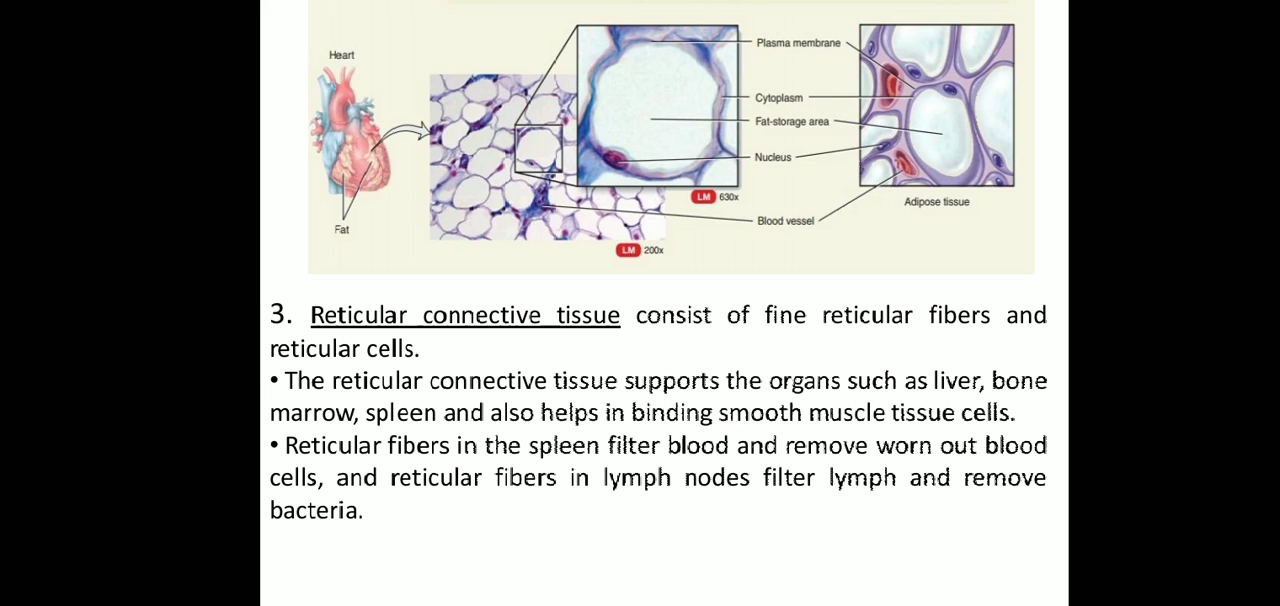 Heart
Plasma membrane
Cytoplasm
Fat-storage area
Nucleus
LM 630x
Adipose tissue
Blood vessel
Fat
LM 200x
3. Reticular connective tissue consist of fine reticular fibers and
reticular cells.
• The reticular connective tissue supports the organs such as liver, bone
marrow, spleen and also helps in binding smooth muscle tissue cells.
• Reticular fibers in the spleen filter blood and remove worn out blood
cells, and reticular fibers in lymph nodes filter lymph and remove
bacteria.